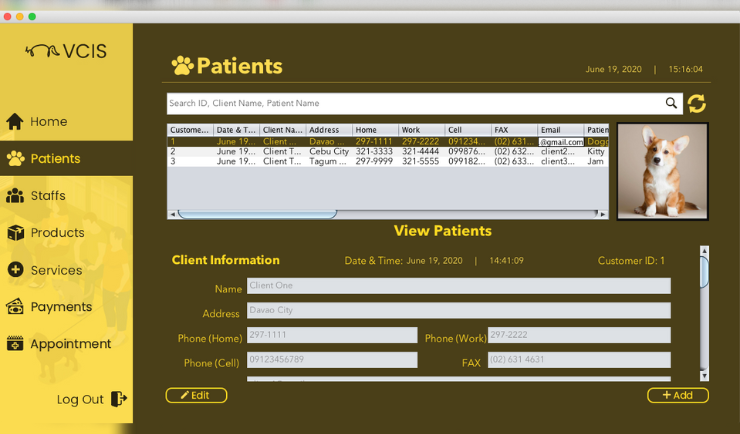 VCIS
Home
Patients
Staffs
Products
Services
Payments
Appointment
Log Out
Patients
June 19, 2020 | 15:16:04
Search ID, Client Name, Patient Name
Custome... Date & T... Client Na... Address Home Work Cell FAX Email Patien
1 June 19... Client ... Davao ... 297-1111 297-2222 091234... (02) 631... @gmail.com Dogg
2 June 19... Client T... Cebu City 321-3333 321-4444 099876... (02) 632... client2... Kitty
3 June 19... Client T... Tagum ... 297-9999 321-5555 099182... (02) 633... client3... Jam
View Patients
Client Information Date & Time: June 19, 2020 | 14:41:09 Customer ID: 1
Name Client One
Address Davao City
Phone (Home) 297-1111 Phone (Work) 297-2222
Phone (Cell) 09123456789 FAX (02) 631 4631
Edit
Add